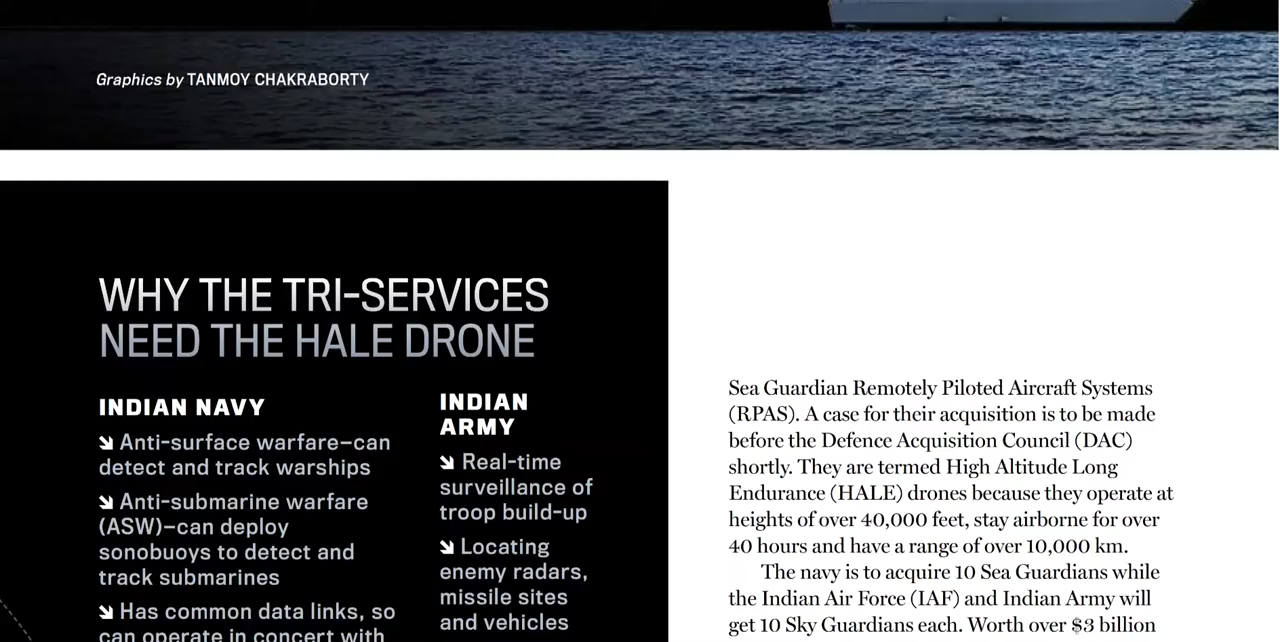 Graphics by TANMOY CHAKRABORTY
WHY THE TRI-SERVICES
NEED THE HALE DRONE
INDIAN NAVY
➘ Anti-surface warfare–can
detect and track warships
➘ Anti-submarine warfare
(ASW)–can deploy
sonobuoys to detect and
track submarines
➘ Has common data links, so
can operate in concert with
INDIAN
ARMY
➘ Real-time
surveillance of
troop build-up
➘ Locating
enemy radars,
missile sites
and vehicles
Sea Guardian Remotely Piloted Aircraft Systems
(RPAS). A case for their acquisition is to be made
before the Defence Acquisition Council (DAC)
shortly. They are termed High Altitude Long
Endurance (HALE) drones because they operate at
heights of over 40,000 feet, stay airborne for over
40 hours and have a range of over 10,000 km.
The navy is to acquire 10 Sea Guardians while
the Indian Air Force (IAF) and Indian Army will
get 10 Sky Guardians each. Worth over $3 billion